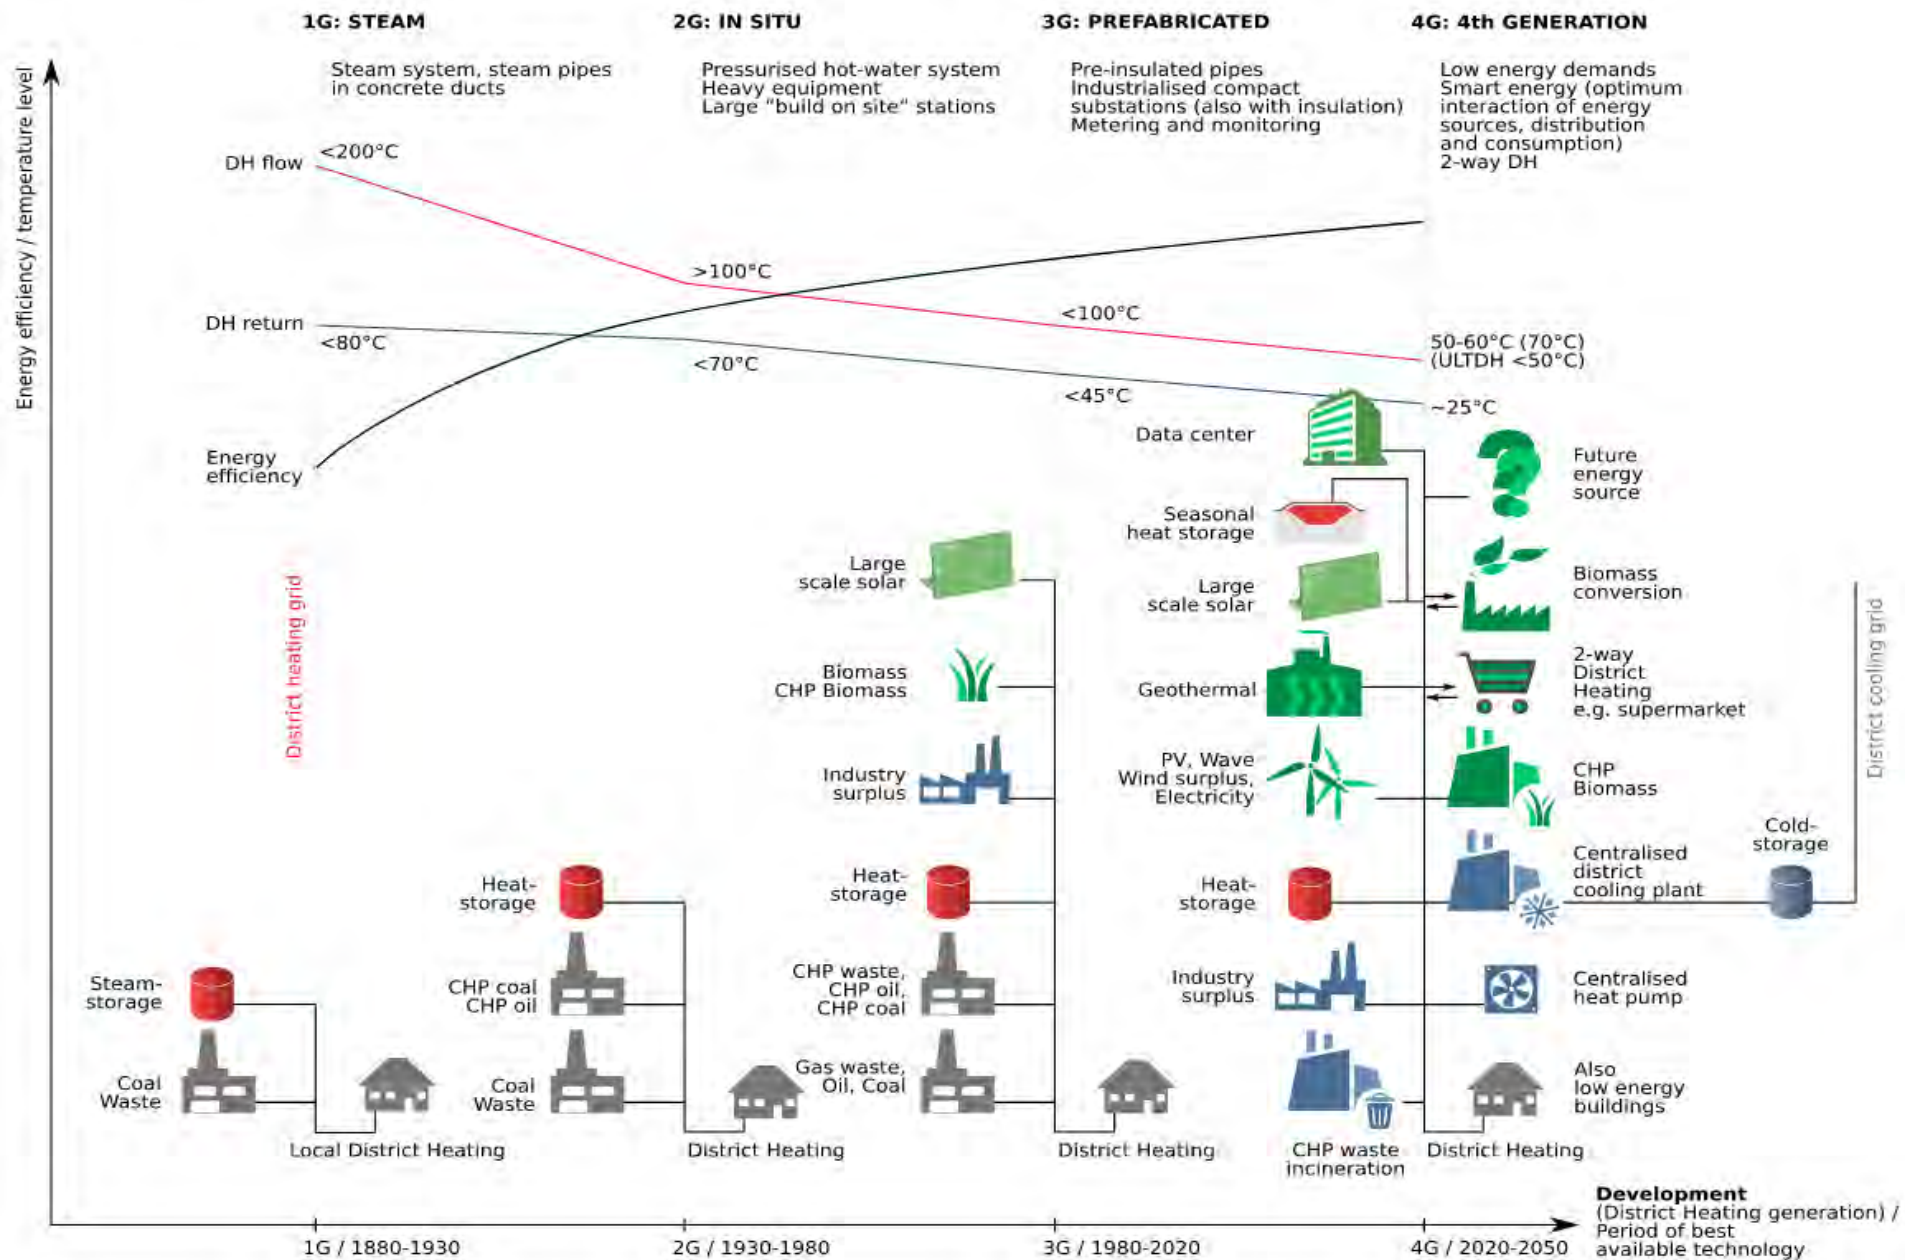 1G: STEAM
Steam system, steam pipes
in concrete ducts
2G: IN SITU
Pressurised hot-water system
Heavy equipment
Large "build on site" stations
3G: PREFABRICATED
Pre-insulated pipes
Industrialised compact
substations (also with insulation)
Metering and monitoring
4G: 4th GENERATION
Low energy demands
Smart energy (optimum
interaction of energy
sources, distribution
and consumption)
2-way DH
Energy efficiency / temperature level
DH flow
<200°C
>100°C
<100°C
50-60°C (70°C)
(ULTDH <50°C)
DH return
<80°C
<70°C
<45°C
~25°C
Energy
efficiency
District heating grid
Steam-
storage
Coal
Waste
Local District Heating
Heat-
storage
CHP coal
CHP oil
Coal
Waste
District Heating
Large
scale solar
Biomass
CHP Biomass
Industry
surplus
Heat-
storage
CHP waste,
CHP oil,
CHP coal
Gas waste,
Oil, Coal
District Heating
Data center
Seasonal
heat storage
Large
scale solar
Geothermal
PV, Wave
Wind surplus,
Electricity
Heat-
storage
Industry
surplus
CHP waste
incineration
Future
energy
source
Biomass
conversion
2-way
District
Heating
e.g. supermarket
CHP
Biomass
Centralised
district
cooling plant
Centralised
heat pump
Also
low energy
buildings
District Heating
Cold-
storage
District cooling grid
Development
(District Heating generation) /
Period of best
available technology
1G / 1880-1930
2G / 1930-1980
3G / 1980-2020
4G / 2020-2050